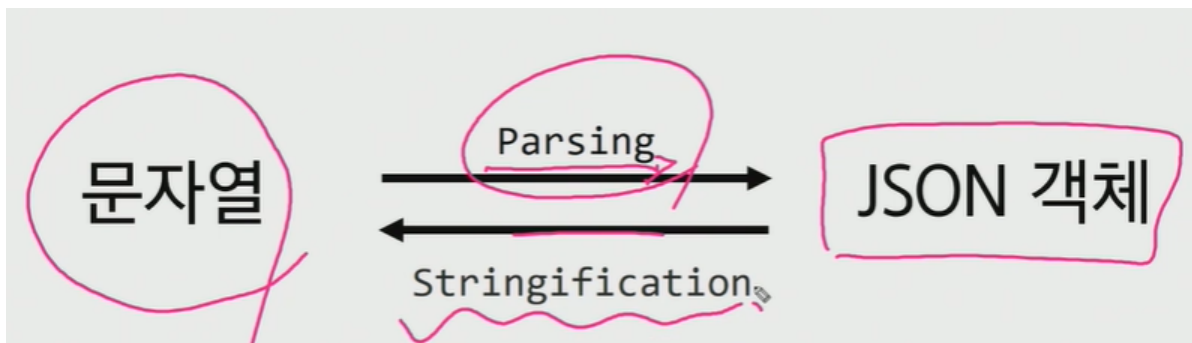 Parsing
문자열
JSON 객체
Stringification